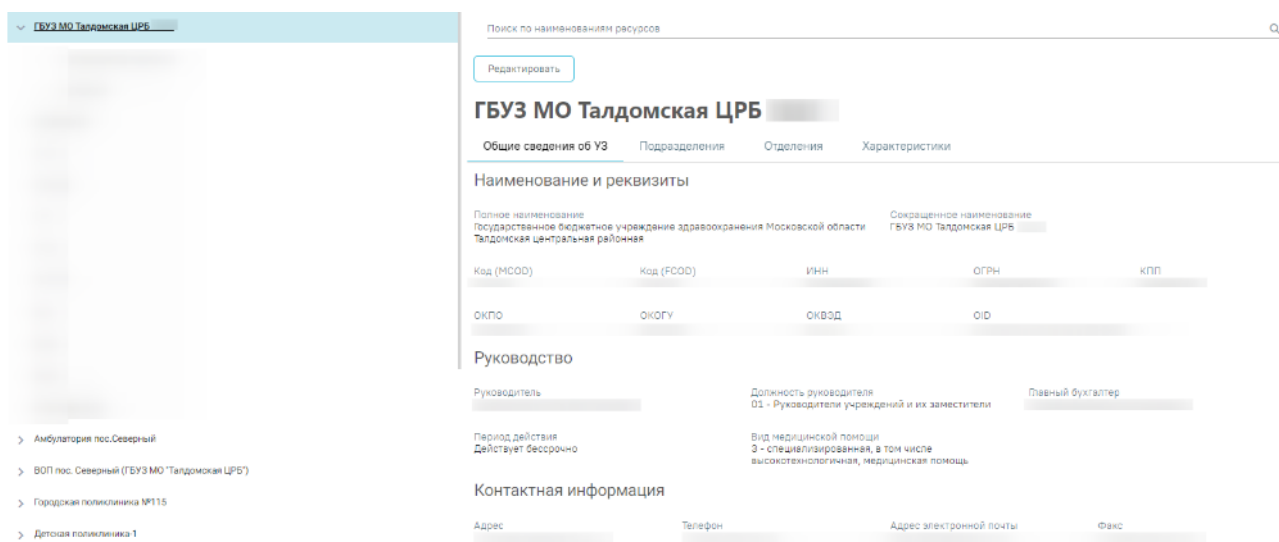 ГБУЗ МО Талдомская ЦРБ
Амбулатория пос.Северный
ВОП пос. Северный (ГБУЗ МО "Талдомская ЦРБ")
Городская поликлиника №115
Детская поликлиника 1
Поиск по наименованиям ресурсов
Редактировать
ГБУЗ МО Талдомская ЦРБ
Общие сведения об УЗ Подразделения Отделения Характеристики
Наименование и реквизиты
Полное наименование Сокращенное наименование
Государственное бюджетное учреждение здравоохранения Московской области ГБУЗ МО Талдомская ЦРБ
Талдомская центральная районная
Код (MCOD) Код (FCOD) ИНН ОГРН КПП
ОКПО ОКОГУ ОКВЭД OID
Руководство
Руководитель Должность руководителя Главный бухгалтер
01 - Руководители учреждений и их заместители
Период действия Вид медицинской помощи
Действует бессрочно 3 - специализированная, в том числе
высокотехнологичная, медицинская помощь
Контактная информация
Адрес Телефон Адрес электронной почты Факс